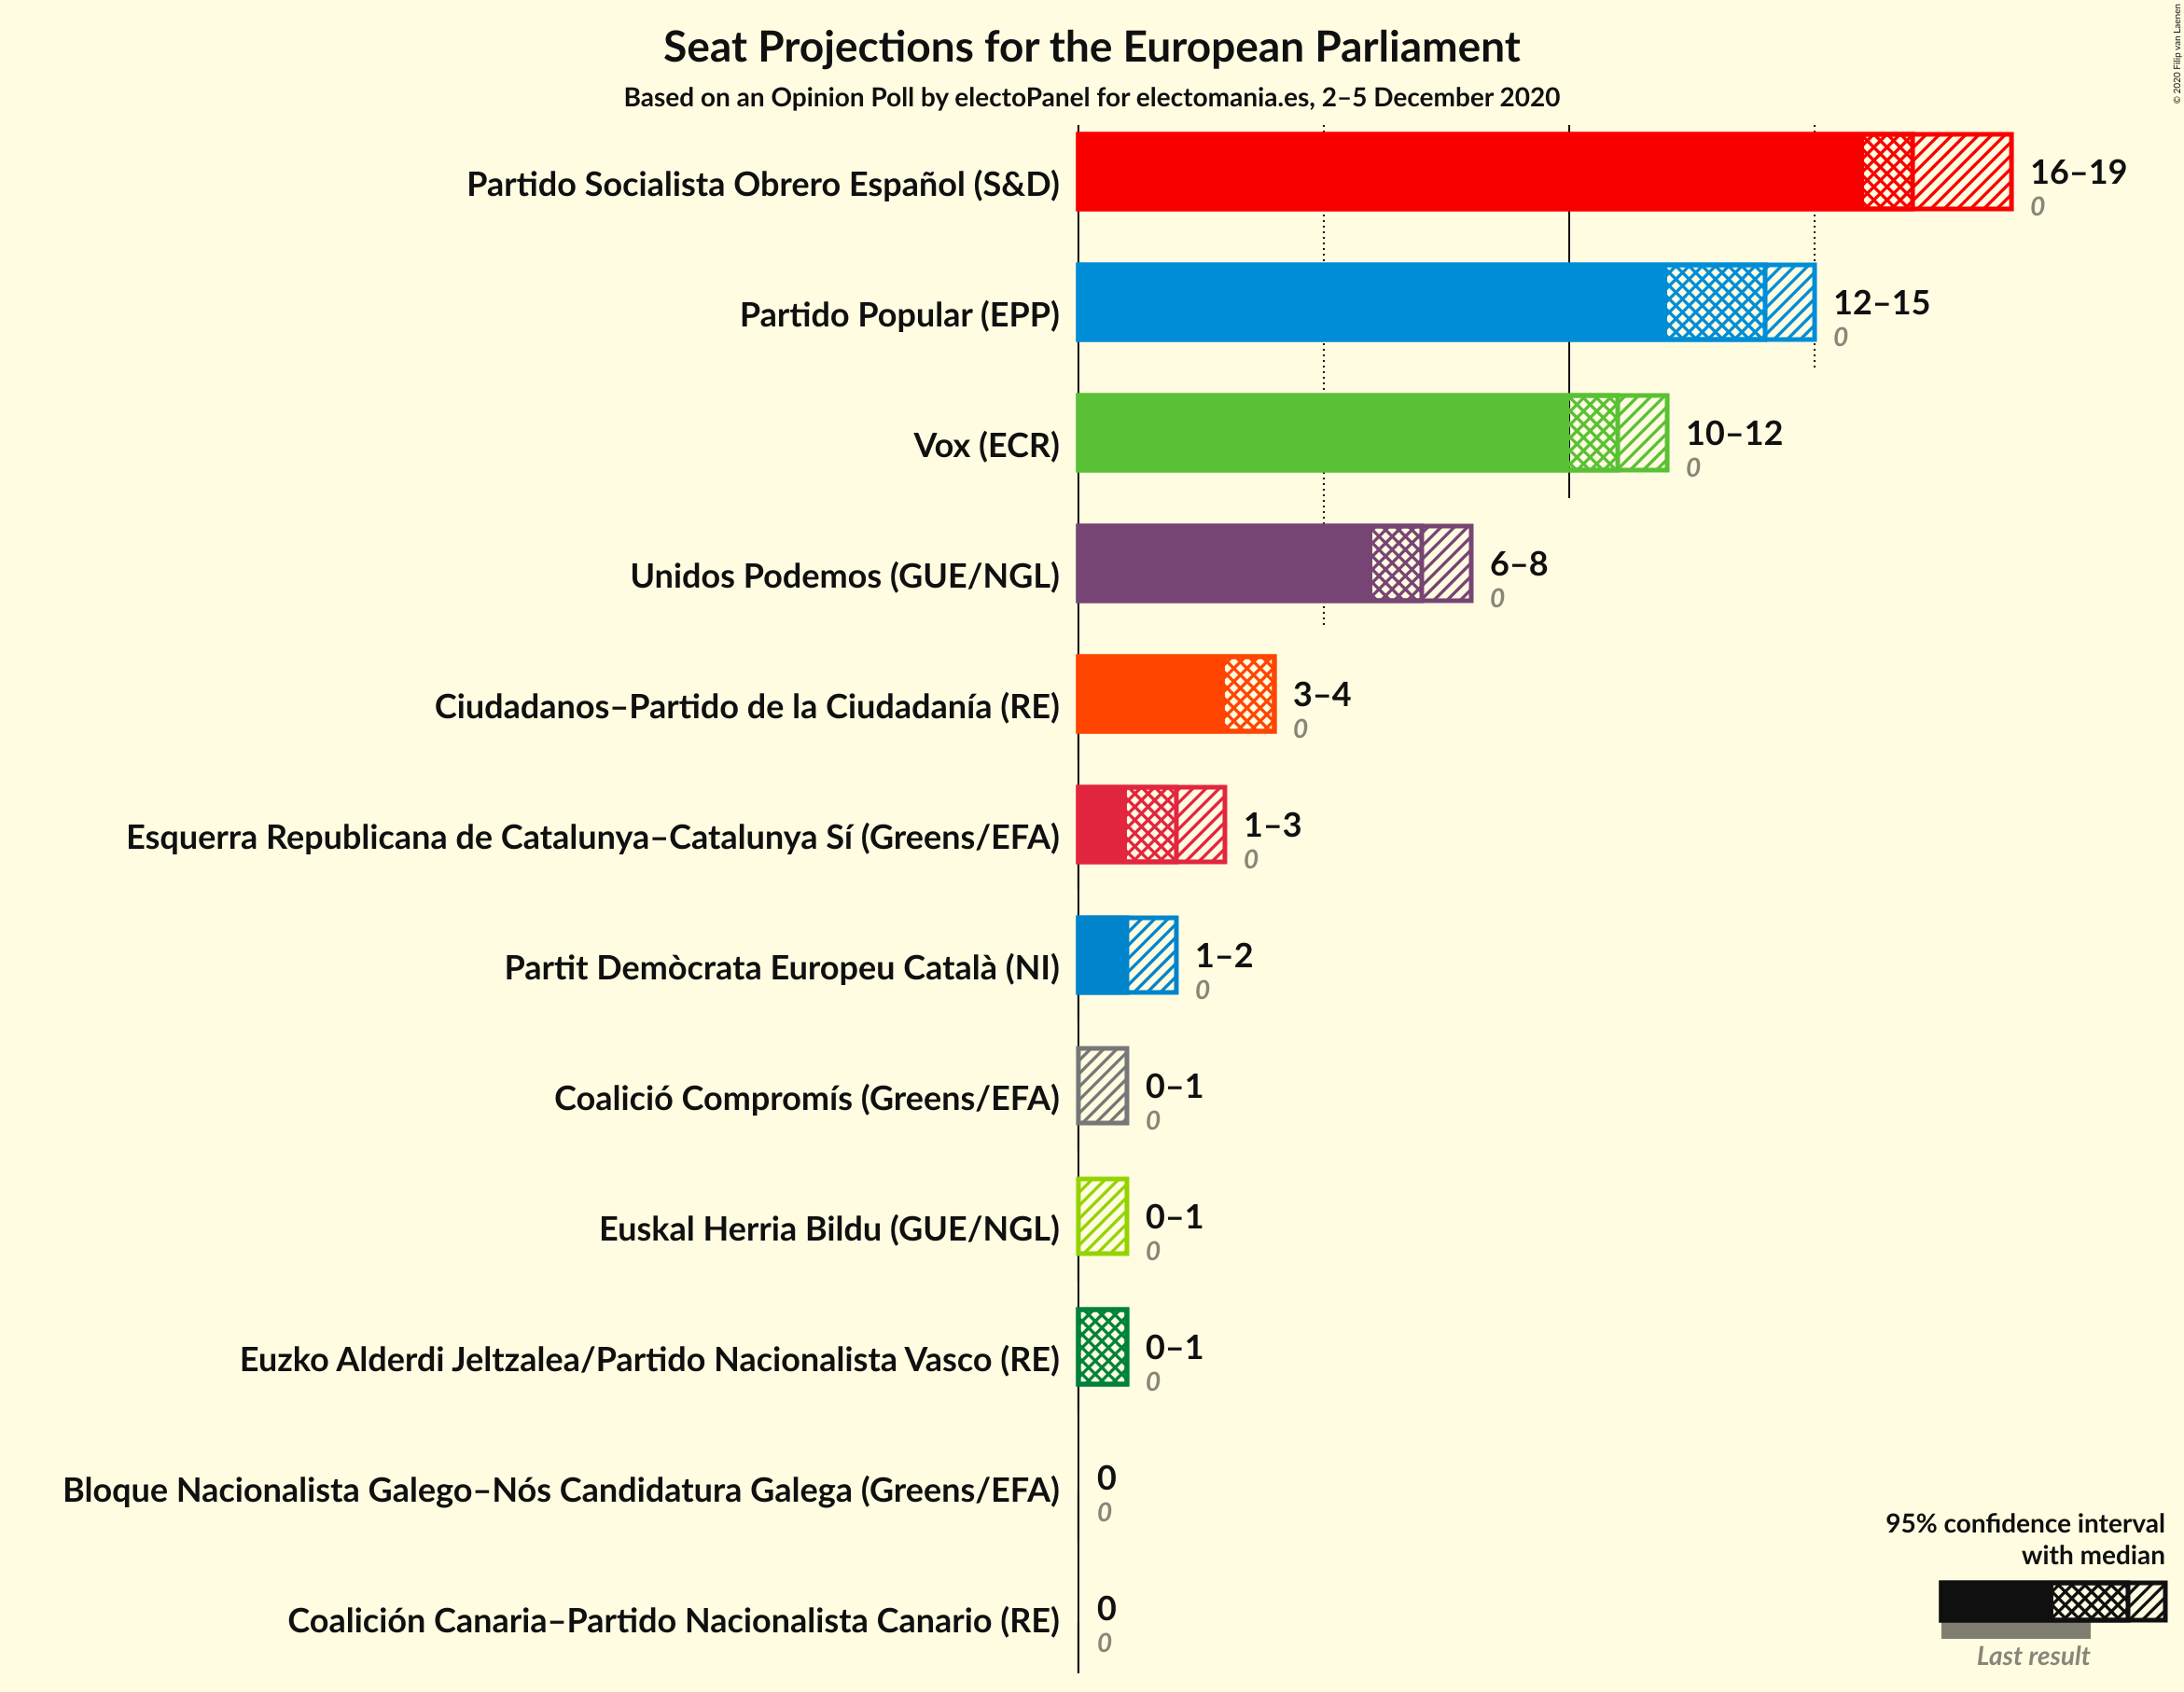 Seat Projections for the European Parliament
Based on an Opinion Poll by electoPanel for electomania.es, 2–5 December 2020
© 2020 Filip van Laenen
Partido Socialista Obrero Español (S&D)
16–19
0
Partido Popular (EPP)
12–15
0
Vox (ECR)
10–12
0
Unidos Podemos (GUE/NGL)
6–8
0
Ciudadanos–Partido de la Ciudadanía (RE)
3–4
0
Esquerra Republicana de Catalunya–Catalunya Sí (Greens/EFA)
1–3
0
Partit Demòcrata Europeu Català (NI)
1–2
0
Coalició Compromís (Greens/EFA)
0–1
0
Euskal Herria Bildu (GUE/NGL)
0–1
0
Euzko Alderdi Jeltzalea/Partido Nacionalista Vasco (RE)
0–1
0
Bloque Nacionalista Galego–Nós Candidatura Galega (Greens/EFA)
0
0
Coalición Canaria–Partido Nacionalista Canario (RE)
0
0
95% confidence interval
with median
Last result